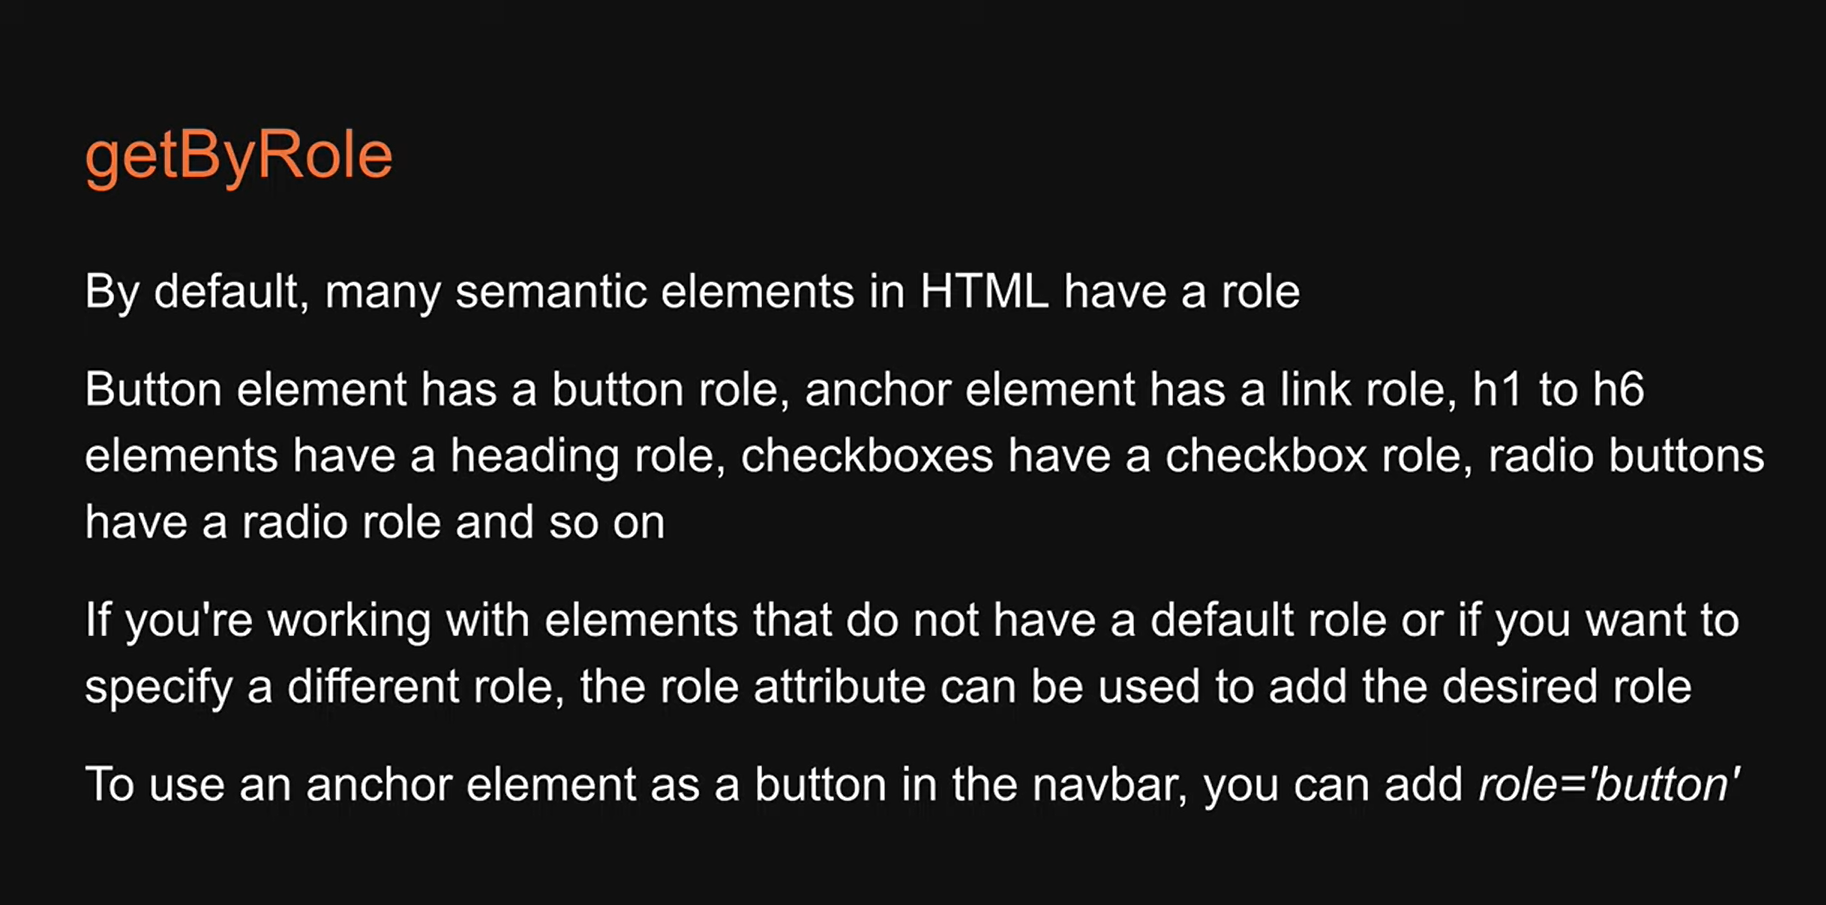 getByRole
By default, many semantic elements in HTML have a role
Button element has a button role, anchor element has a link role, h1 to h6
elements have a heading role, checkboxes have a checkbox role, radio buttons
have a radio role and so on
If you're working with elements that do not have a default role or if you want to
specify a different role, the role attribute can be used to add the desired role
To use an anchor element as a button in the navbar, you can add role='button'